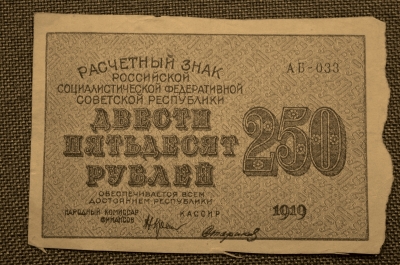 РАСЧЕТНЫЙ ЗНАК
РОССИЙСКОЙ
СОЦИАЛИСТИЧЕСКОЙ ФЕДЕРАТИВНОЙ
СОВЕТСКОЙ РЕСПУБЛИКИ
АБ-033
ДВЕСТИ
ПЯТЬДЕСЯТ
РУБЛЕЙ
250
ОБЕСПЕЧИВАЕТСЯ ВСЕМ
ДОСТОЯНИЕМ РЕСПУБЛИКИ
НАРОДНЫЙ КОМИССАР
ФИНАНСОВ
КАССИР
1919